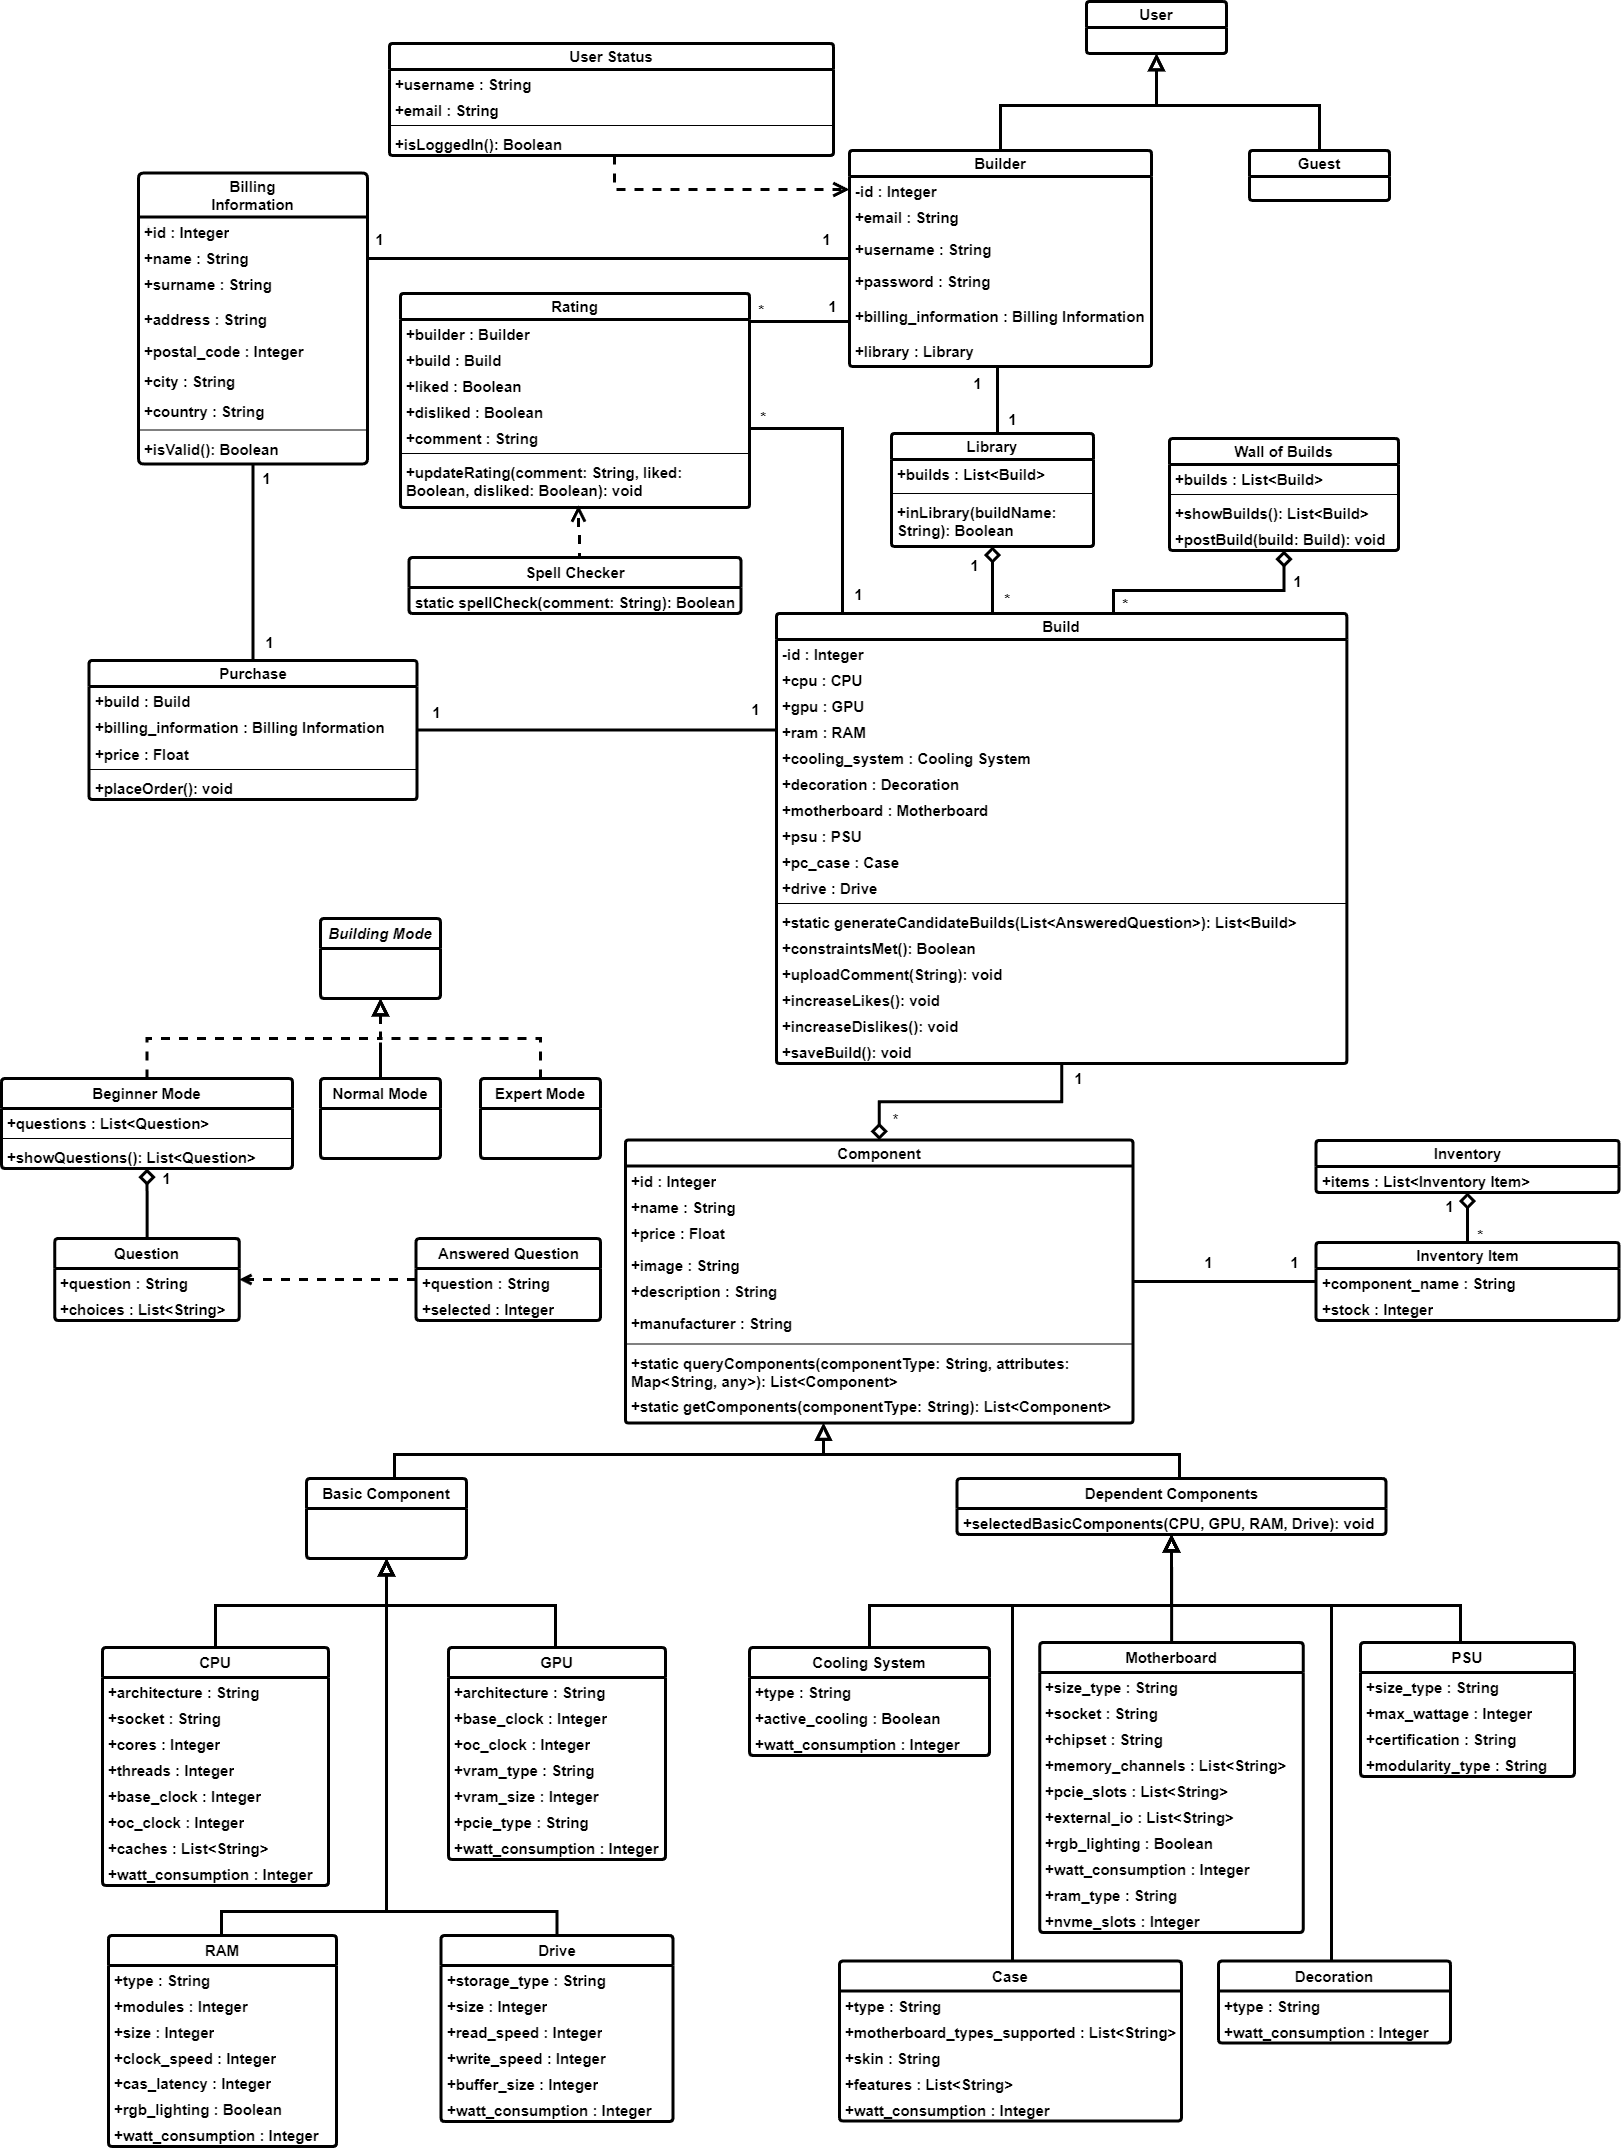 User
User Status
+username : String
+email : String
+isLoggedIn(): Boolean
Builder
-id : Integer
+email : String
+username : String
+password : String
+billing_information : Billing Information
+library : Library
Guest
Billing
Information
+id : Integer
+name : String
+surname : String
+address : String
+postal_code : Integer
+city : String
+country : String
+isValid(): Boolean
1
1
Rating
+builder : Builder
+build : Build
+liked : Boolean
+disliked : Boolean
+comment : String
+updateRating(comment: String, liked:
Boolean, disliked: Boolean): void
*
1
*
1
1
1
Library
+builds : List<Build>
+inLibrary(buildName:
String): Boolean
1
*
Wall of Builds
+builds : List<Build>
+showBuilds(): List<Build>
+postBuild(build: Build): void
1
*
Spell Checker
static spellCheck(comment: String): Boolean
1
1
Purchase
+build : Build
+billing_information : Billing Information
+price : Float
+placeOrder(): void
1
1
Build
-id : Integer
+cpu : CPU
+gpu : GPU
+ram : RAM
+cooling_system : Cooling System
+decoration : Decoration
+motherboard : Motherboard
+psu : PSU
+pc_case : Case
+drive : Drive
+static generateCandidateBuilds(List<AnsweredQuestion>): List<Build>
+constraintsMet(): Boolean
+uploadComment(String): void
+increaseLikes(): void
+increaseDislikes(): void
+saveBuild(): void
1
*
Building Mode
Beginner Mode
+questions : List<Question>
+showQuestions(): List<Question>
Normal Mode
Expert Mode
1
Question
+question : String
+choices : List<String>
Answered Question
+question : String
+selected : Integer
Component
+id : Integer
+name : String
+price : Float
+image : String
+description : String
+manufacturer : String
+static queryComponents(componentType: String, attributes:
Map<String, any>): List<Component>
+static getComponents(componentType: String): List<Component>
1
1
Inventory
+items : List<Inventory Item>
1
*
Inventory Item
+component_name : String
+stock : Integer
Basic Component
Dependent Components
+selectedBasicComponents(CPU, GPU, RAM, Drive): void
CPU
+architecture : String
+socket : String
+cores : Integer
+threads : Integer
+base_clock : Integer
+oc_clock : Integer
+caches : List<String>
+watt_consumption : Integer
GPU
+architecture : String
+base_clock : Integer
+oc_clock : Integer
+vram_type : String
+vram_size : Integer
+pcie_type : String
+watt_consumption : Integer
Cooling System
+type : String
+active_cooling : Boolean
+watt_consumption : Integer
Motherboard
+size_type : String
+socket : String
+chipset : String
+memory_channels : List<String>
+pcie_slots : List<String>
+external_io : List<String>
+rgb_lighting : Boolean
+watt_consumption : Integer
+ram_type : String
+nvme_slots : Integer
PSU
+size_type : String
+max_wattage : Integer
+certification : String
+modularity_type : String
RAM
+type : String
+modules : Integer
+size : Integer
+clock_speed : Integer
+cas_latency : Integer
+rgb_lighting : Boolean
+watt_consumption : Integer
Drive
+storage_type : String
+size : Integer
+read_speed : Integer
+write_speed : Integer
+buffer_size : Integer
+watt_consumption : Integer
Case
+type : String
+motherboard_types_supported : List<String>
+skin : String
+features : List<String>
+watt_consumption : Integer
Decoration
+type : String
+watt_consumption : Integer